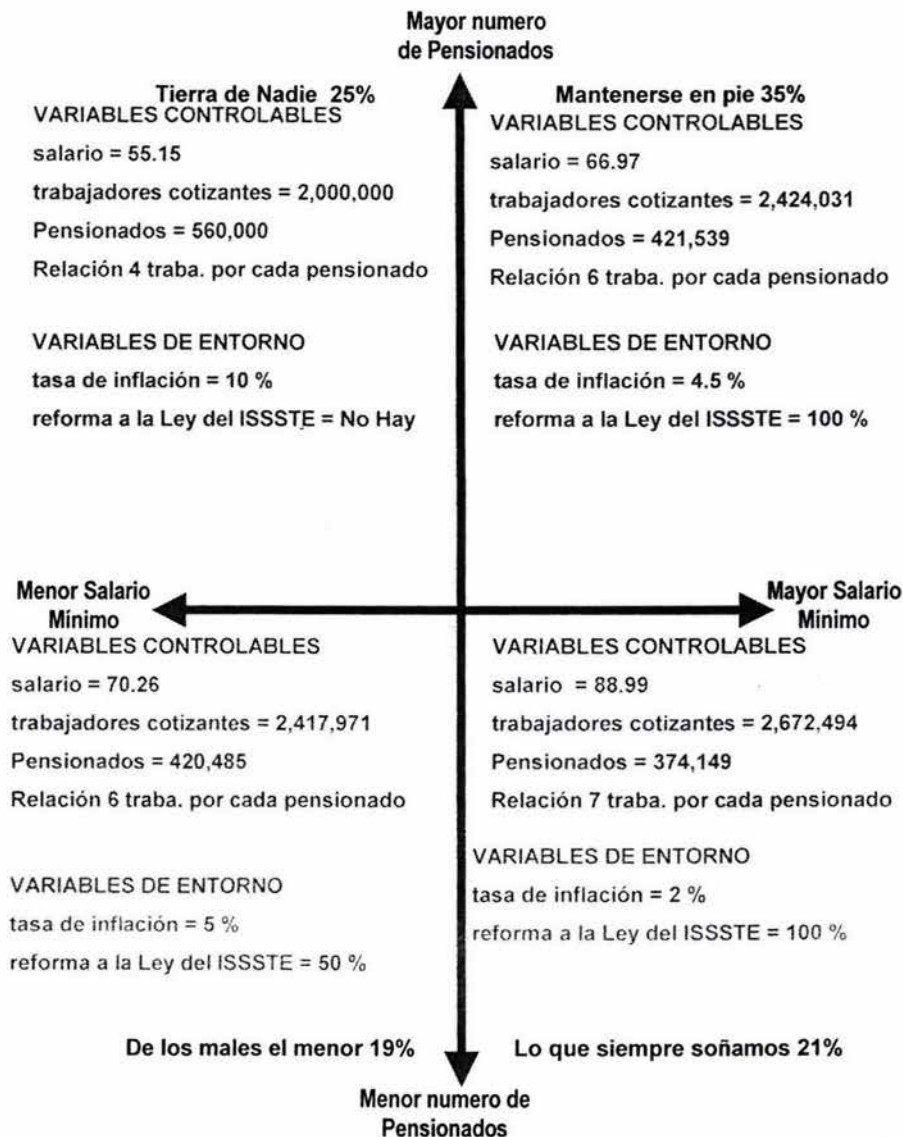 Mayor numero
de Pensionados
Tierra de Nadie 25%
VARIABLES CONTROLABLES
salario = 55.15
trabajadores cotizantes = 2,000,000
Pensionados = 560,000
Relación 4 traba. por cada pensionado
VARIABLES DE ENTORNO
tasa de inflación = 10 %
reforma a la Ley del ISSSTE = No Hay
Mantenerse en pie 35%
VARIABLES CONTROLABLES
salario = 66.97
trabajadores cotizantes = 2,424,031
Pensionados = 421,539
Relación 6 traba. por cada pensionado
VARIABLES DE ENTORNO
tasa de inflación = 4.5 %
reforma a la Ley del ISSSTE = 100 %
Menor Salario
Mínimo
Mayor Salario
Mínimo
VARIABLES CONTROLABLES
salario = 70.26
trabajadores cotizantes = 2,417,971
Pensionados = 420,485
Relación 6 traba. por cada pensionado
VARIABLES DE ENTORNO
tasa de inflación = 5 %
reforma a la Ley del ISSSTE = 50 %
De los males el menor 19%
VARIABLES CONTROLABLES
salario = 88.99
trabajadores cotizantes = 2,672,494
Pensionados = 374,149
Relación 7 traba. por cada pensionado
VARIABLES DE ENTORNO
tasa de inflación = 2 %
reforma a la Ley del ISSSTE = 100 %
Lo que siempre soñamos 21%
Menor numero de
Pensionados